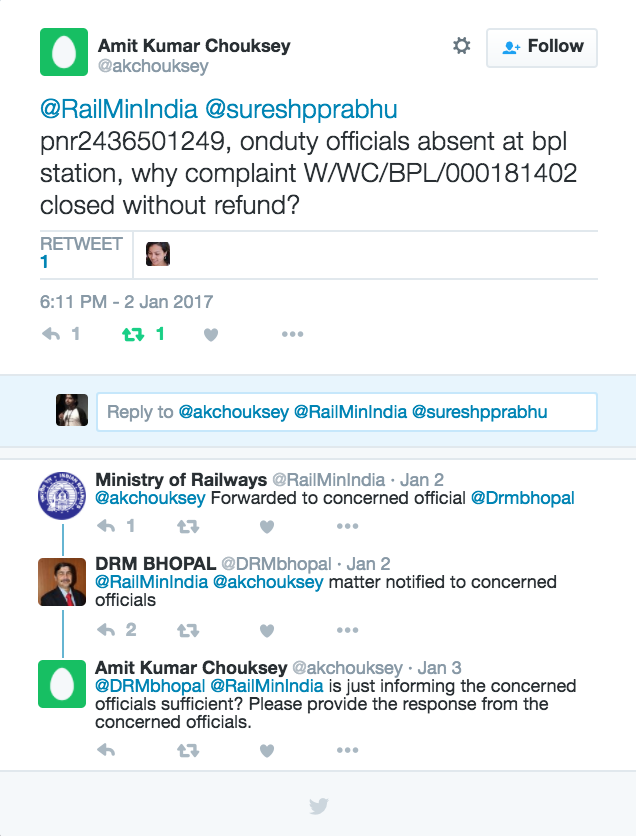 Amit Kumar Chouksey
@akchouksey
Follow
@RailMinIndia @sureshpprabhu
pnr2436501249, onduty officials absent at bpl
station, why complaint W/WC/BPL/000181402
closed without refund?
RETWEET
1
6:11 PM - 2 Jan 2017
1 1
Reply to @akchouksey @RailMinIndia @sureshpprabhu
Ministry of Railways @RailMinIndia · Jan 2
@akchouksey Forwarded to concerned official @Drmbhopal
1
DRM BHOPAL @DRMbhopal · Jan 2
@RailMinIndia @akchouksey matter notified to concerned
officials
2
Amit Kumar Chouksey @akchouksey · Jan 3
@DRMbhopal @RailMinIndia is just informing the concerned
officials sufficient? Please provide the response from the
concerned officials.